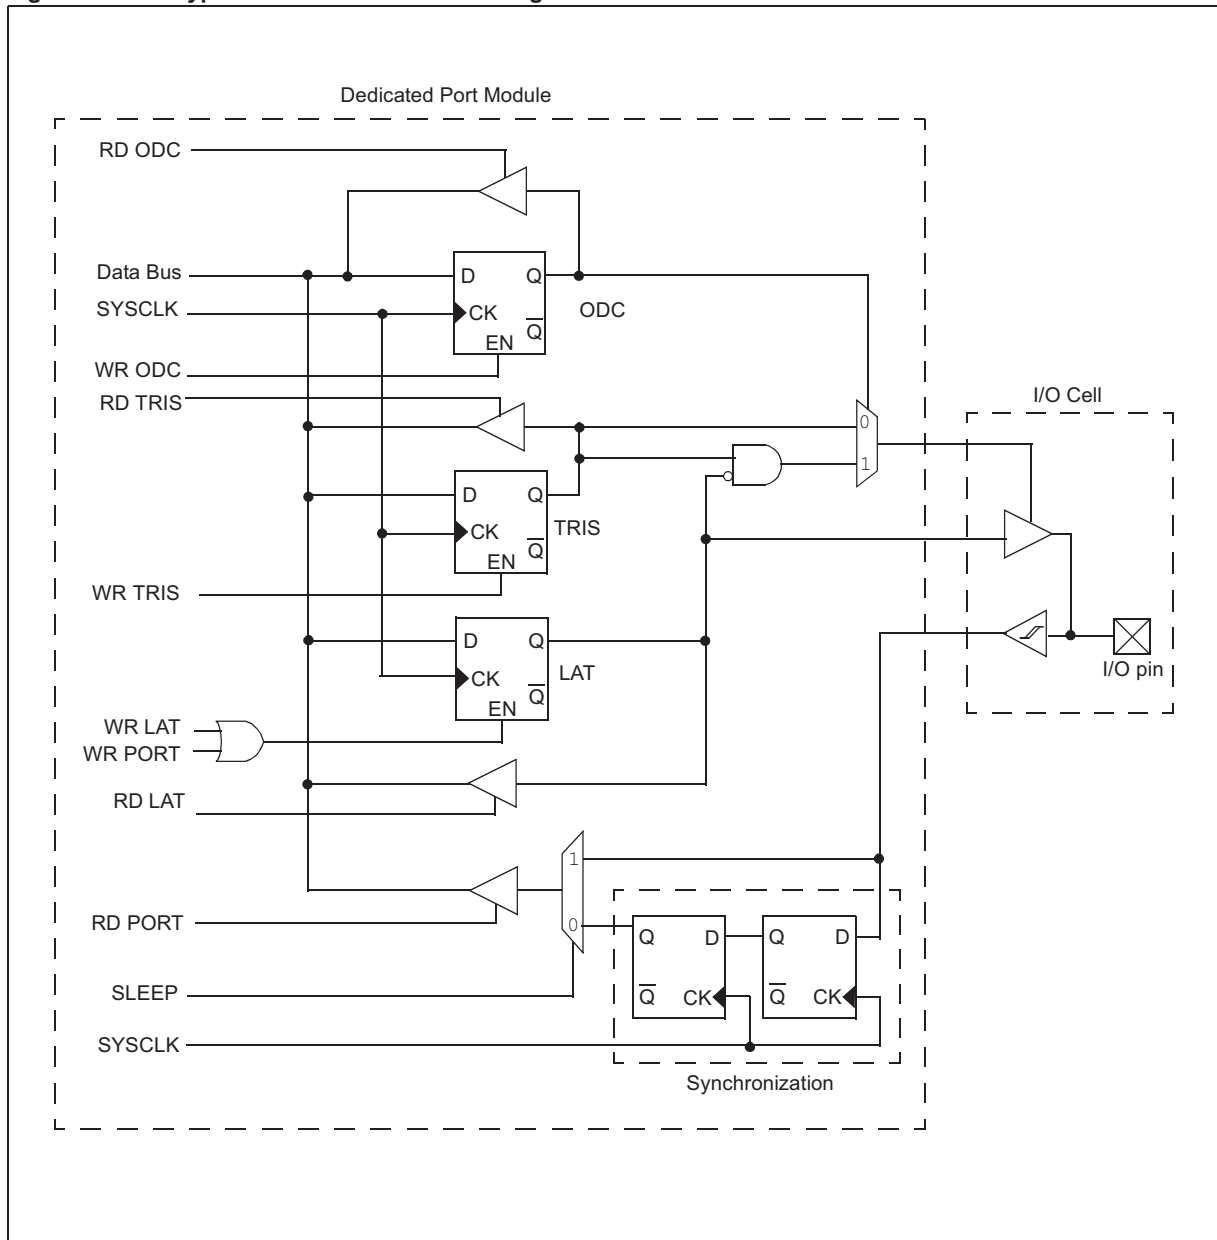 Dedicated Port Module
RD ODC
Data Bus
D
Q
SYSCLK
CK
Q
ODC
EN
WR ODC
RD TRIS
I/O Cell
0
1
D
Q
CK
Q
TRIS
EN
WR TRIS
D
Q
CK
Q
LAT
EN
I/O pin
WR LAT
WR PORT
RD LAT
1
RD PORT
0
Q
D
Q
D
SLEEP
Q
CK
Q
CK
SYSCLK
Synchronization